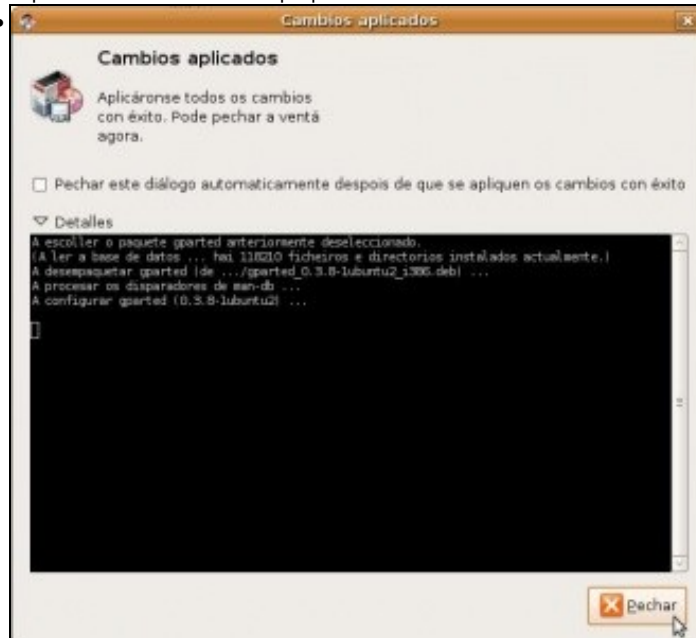 Cambios aplicados
Cambios aplicados
Aplicáronse todos os cambios
con éxito. Pode pechar a ventá
agora.
Pechar este diálogo automaticamente despois de que se apliquen os cambios con éxito
Detalles
A escoller o paquete gparted anteriormente deseleccionado.
(A ler a base de datos ... hai 118210 ficheiros e directorios instalados actualmente.)
A desempaquetar gparted (de .../gparted_0.3.8-1ubuntu2_i386.deb) ...
A procesar os disparadores de man-db ...
A configurar gparted (0.3.8-1ubuntu2) ...
Pechar